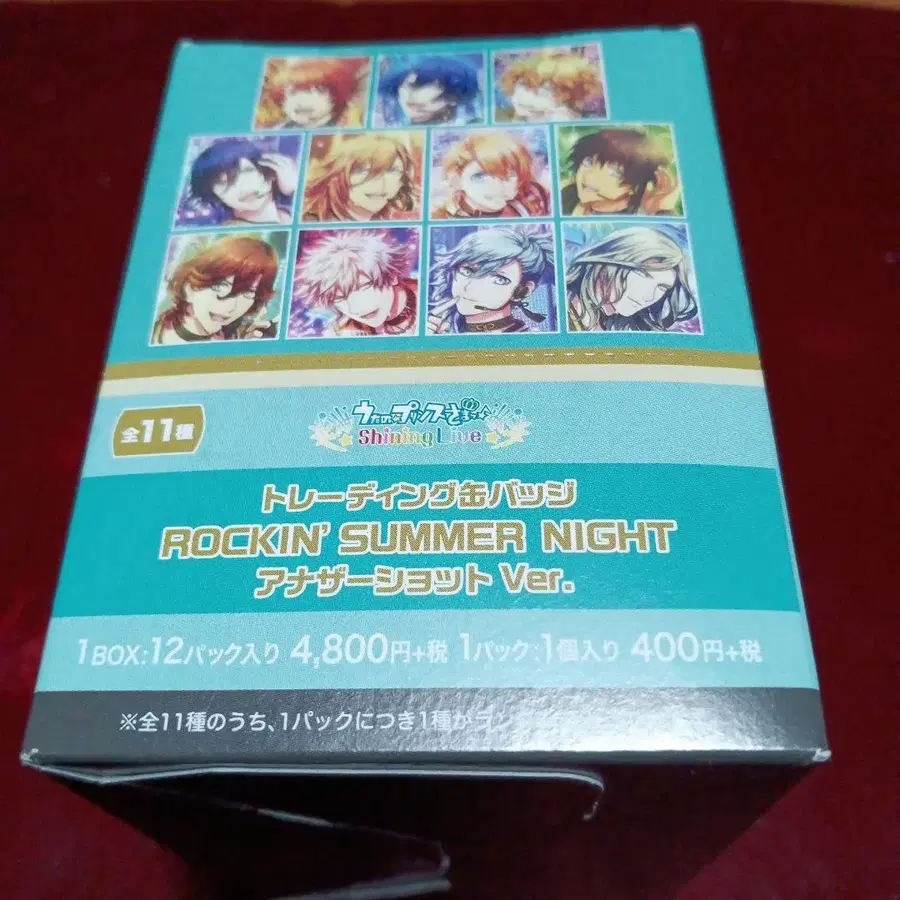 全11種
うたの☆プリンスさまっ♪
Shining Live
トレーディング缶バッジ
ROCKIN' SUMMER NIGHT
アナザーショット Ver.
1BOX:12パック入り 4,800円+税 1パック:1個入り 400円+税
※全11種のうち、1パックにつき1種がラン